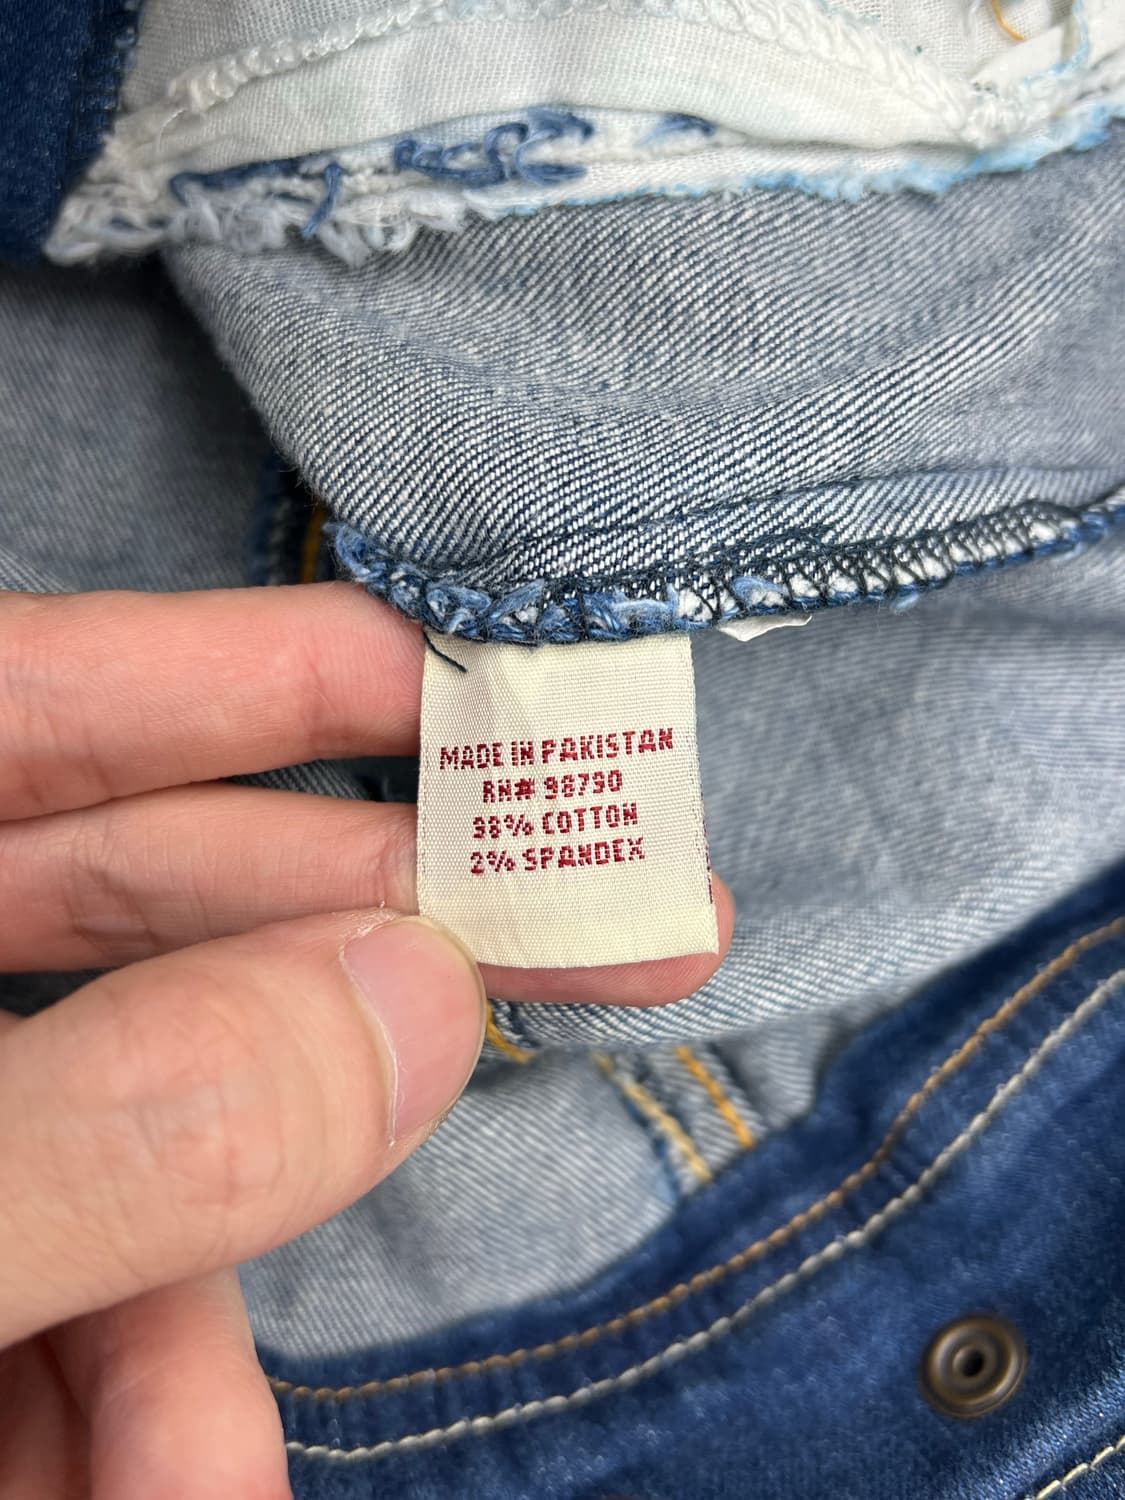 MADE IN PAKISTAN
RN# 98790
98% COTTON
2% SPANDEX